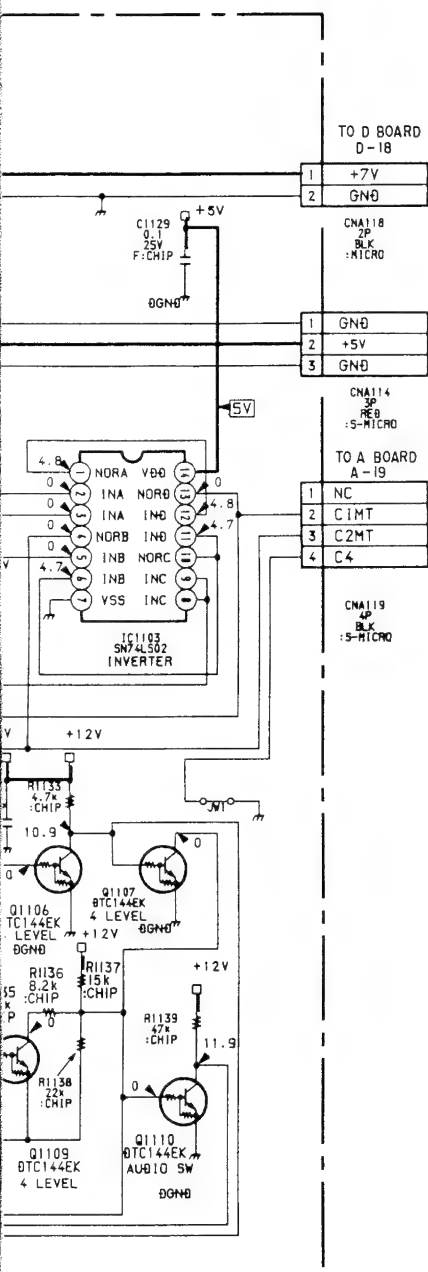 TO D BOARD
D-18
1 +7V
2 GND
CNA118
2P
BLK
:MICRO
+5V
C1129
0.1
25V
F:CHIP
DGND
1 GND
2 +5V
3 GND
CNA114
3P
RED
:S-MICRO
5V
TO A BOARD
A-19
1 NC
2 C1MT
3 C2MT
4 C4
CNA119
4P
BLK
:S-MICRO
4.8 1 NORA VDD 14
0 2 INA NORD 13 0
0 3 INA IND 12 4.8
0 4 NORB IND 11 4.7
V 0 5 INB NORC 10
4.7 6 INB INC 9
7 VSS INC 8
IC1103
SN74LS02
INVERTER
V +12V
R1133
4.7k
:CHIP
JW1
10.9
0
0
Q1106
TC144EK
LEVEL
DGND
Q1107
DTC144EK
4 LEVEL
DGND
+12V
R1136
8.2k
:CHIP
R1137
15k
:CHIP
+12V
35
k
P
0
R1139
47k
:CHIP
11.9
R1138
22k
:CHIP
0
Q1109
DTC144EK
4 LEVEL
Q1110
DTC144EK
AUDIO SW
DGND